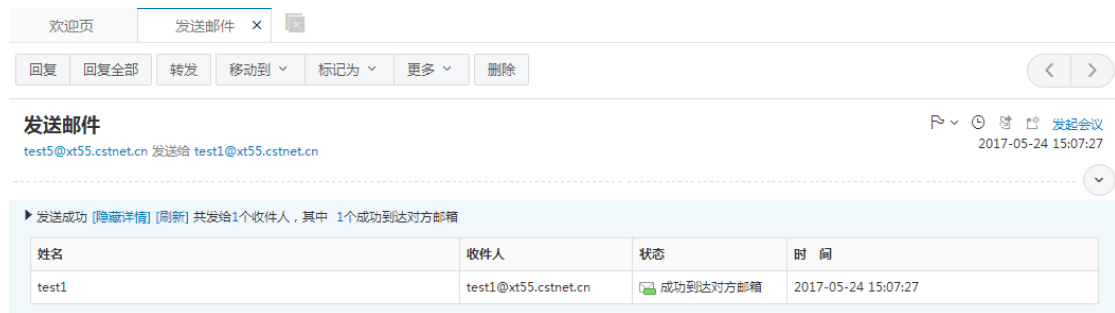 欢迎页 发送邮件 ×
回复 回复全部 转发 移动到 标记为 更多 删除
发送邮件
发起会议
test5@xt55.cstnet.cn 发送给 test1@xt55.cstnet.cn
2017-05-24 15:07:27
发送成功 [隐藏详情] [刷新] 共发给1个收件人，其中 1个成功到达对方邮箱
姓名 收件人 状态 时 间
test1 test1@xt55.cstnet.cn 成功到达对方邮箱 2017-05-24 15:07:27